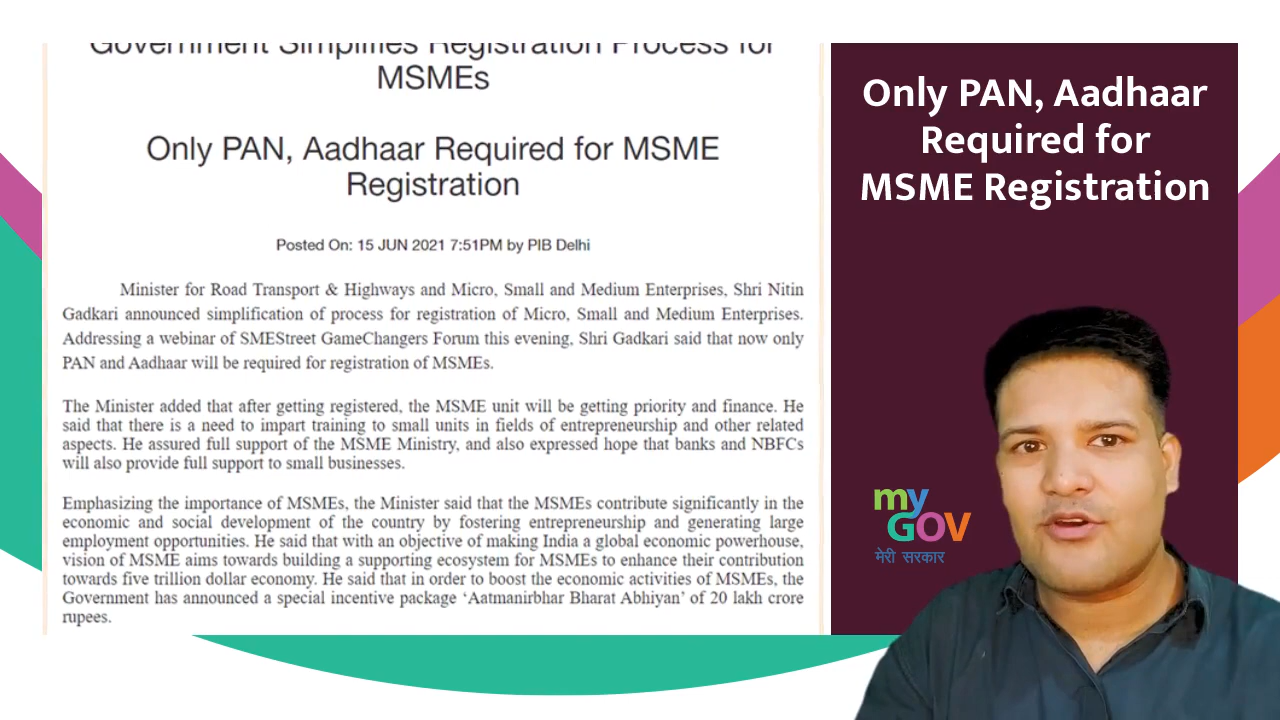 Government Simplifies Registration Process for
MSMEs
Only PAN, Aadhaar Required for MSME
Registration
Posted On: 15 JUN 2021 7:51PM by PIB Delhi
Minister for Road Transport & Highways and Micro, Small and Medium Enterprises, Shri Nitin
Gadkari announced simplification of process for registration of Micro, Small and Medium Enterprises.
Addressing a webinar of SMEStreet GameChangers Forum this evening, Shri Gadkari said that now only
PAN and Aadhaar will be required for registration of MSMEs.
The Minister added that after getting registered, the MSME unit will be getting priority and finance. He
said that there is a need to impart training to small units in fields of entrepreneurship and other related
aspects. He assured full support of the MSME Ministry, and also expressed hope that banks and NBFCs
will also provide full support to small businesses.
Emphasizing the importance of MSMEs, the Minister said that the MSMEs contribute significantly in the
economic and social development of the country by fostering entrepreneurship and generating large
employment opportunities. He said that with an objective of making India a global economic powerhouse,
vision of MSME aims towards building a supporting ecosystem for MSMEs to enhance their contribution
towards five trillion dollar economy. He said that in order to boost the economic activities of MSMEs, the
Government has announced a special incentive package ‘Aatmanirbhar Bharat Abhiyan’ of 20 lakh crore
rupees.
Only PAN, Aadhaar
Required for
MSME Registration
my
GOV
मेरी सरकार